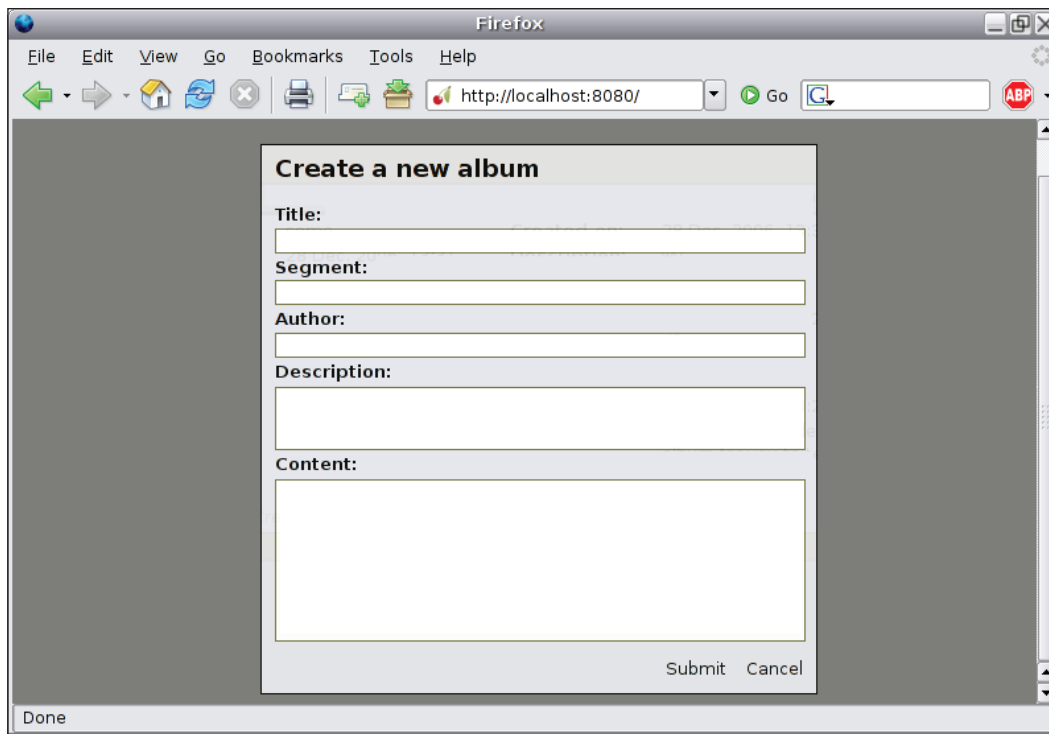 Firefox
File Edit View Go Bookmarks Tools Help
http://localhost:8080/ Go G ABP
Create a new album
Title:
Segment:
Author:
Description:
Content:
Submit Cancel
Done